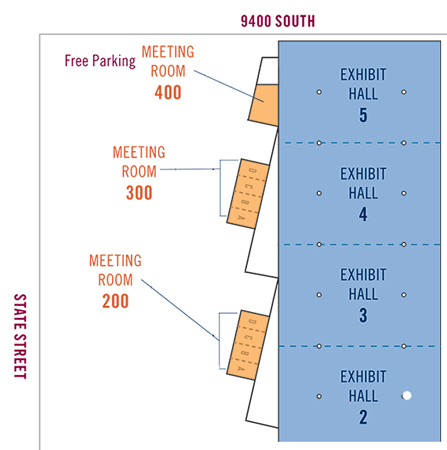 9400 SOUTH
Free Parking
MEETING
ROOM
400
EXHIBIT
HALL
5
MEETING
ROOM
300
D C B A
EXHIBIT
HALL
4
MEETING
ROOM
200
D C B A
EXHIBIT
HALL
3
STATE STREET
EXHIBIT
HALL
2